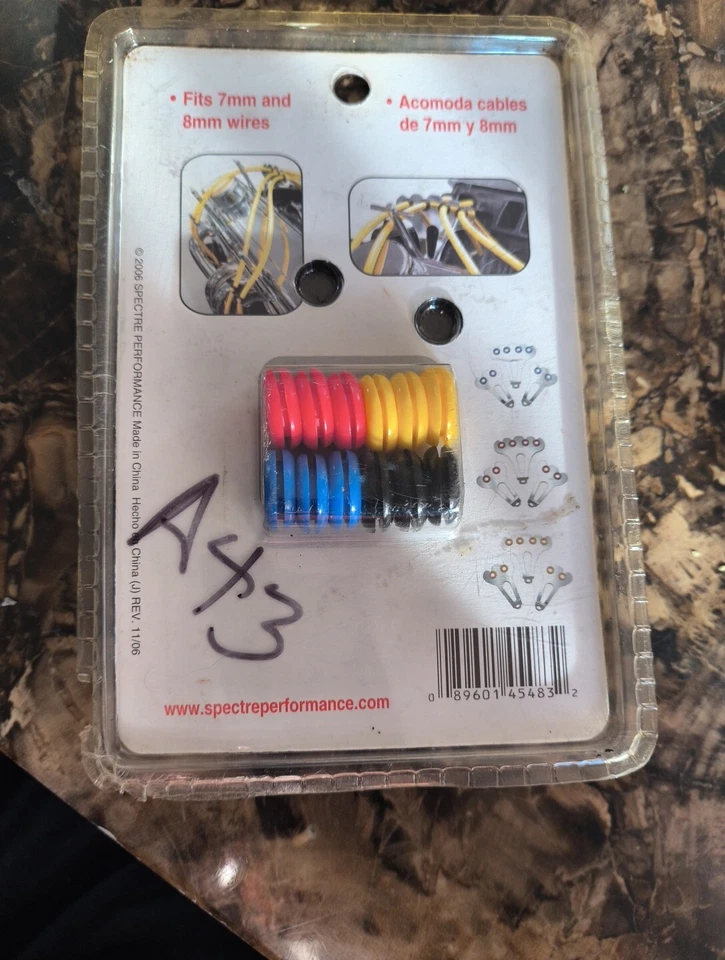 • Fits 7mm and
8mm wires
• Acomoda cables
de 7mm y 8mm
© 2006 SPECTRE PERFORMANCE Made in China Hecho en China (J) REV. 11/06
A43
www.spectreperformance.com
0 89601 45483 2